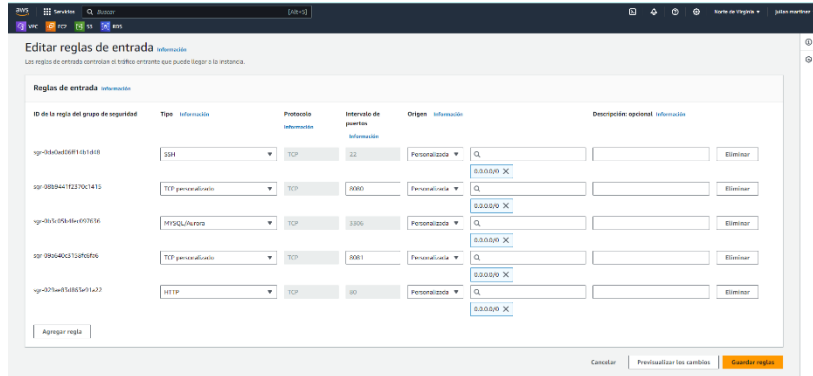 aws Servicios Buscar [Alt+S] Norte de Virginia julian martinez
VPC EC2 S3 RDS
Editar reglas de entrada Información
Las reglas de entrada controlan el tráfico entrante que puede llegar a la instancia.
Reglas de entrada Información
ID de la regla del grupo de seguridad Tipo Información Protocolo Información Intervalo de puertos Información Origen Información Descripción: opcional Información
SSH TCP 22 Personalizada Eliminar
0.0.0.0/0 X
sgr-08b9441f2370c1415 TCP personalizado TCP 8080 Personalizada Eliminar
0.0.0.0/0 X
MYSQL/Aurora TCP 3306 Personalizada Eliminar
0.0.0.0/0 X
TCP personalizado TCP 8081 Personalizada Eliminar
0.0.0.0/0 X
HTTP TCP 80 Personalizada Eliminar
0.0.0.0/0 X
Agregar regla
Cancelar Previsualizar los cambios Guardar reglas